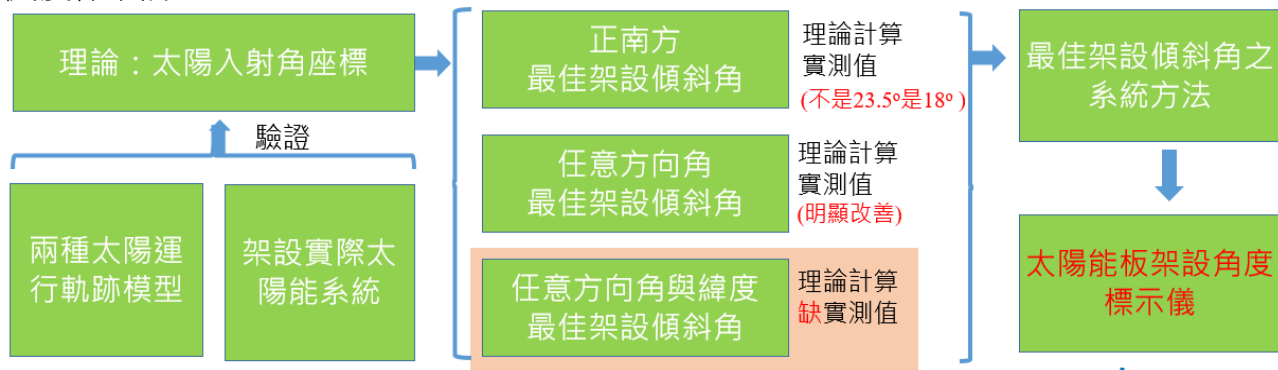 理論：太陽入射角座標
驗證
兩種太陽運
行軌跡模型
架設實際太
陽能系統
正南方
最佳架設傾斜角
理論計算
實測值
(不是23.5º是18º )
任意方向角
最佳架設傾斜角
理論計算
實測值
(明顯改善)
任意方向角與緯度
最佳架設傾斜角
理論計算
缺實測值
最佳架設傾斜角之
系統方法
太陽能板架設角度
標示儀